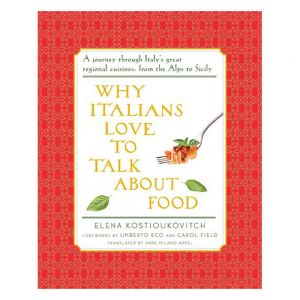 A journey through Italy's great
regional cuisines, from the Alps to Sicily
WHY
ITALIANS
LOVE TO
TALK
ABOUT
FOOD
ELENA KOSTIOUKOVITCH
FOREWORDS BY UMBERTO ECO AND CAROL FIELD
TRANSLATED BY ANNE MILANO APPEL